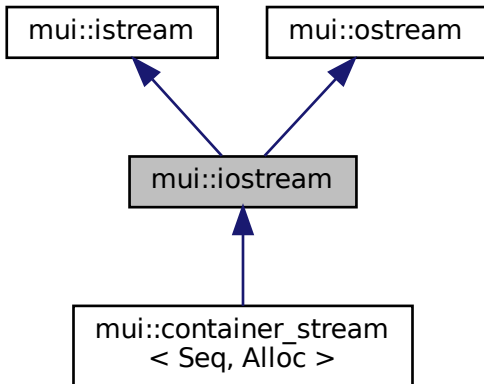 mui::istream
mui::ostream
mui::iostream
mui::container_stream
< Seq, Alloc >